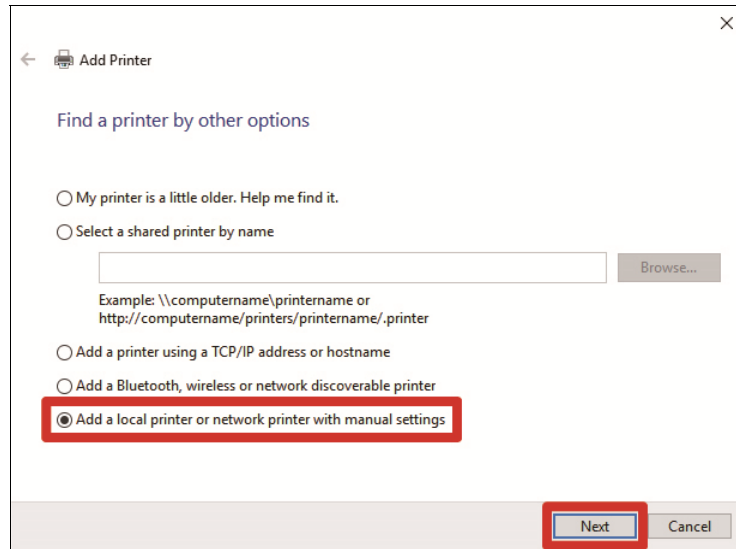 Add Printer
Find a printer by other options
My printer is a little older. Help me find it.
Select a shared printer by name
Browse...
Example: \\computername\printername or
http://computername/printers/printername/.printer
Add a printer using a TCP/IP address or hostname
Add a Bluetooth, wireless or network discoverable printer
Add a local printer or network printer with manual settings
Next
Cancel